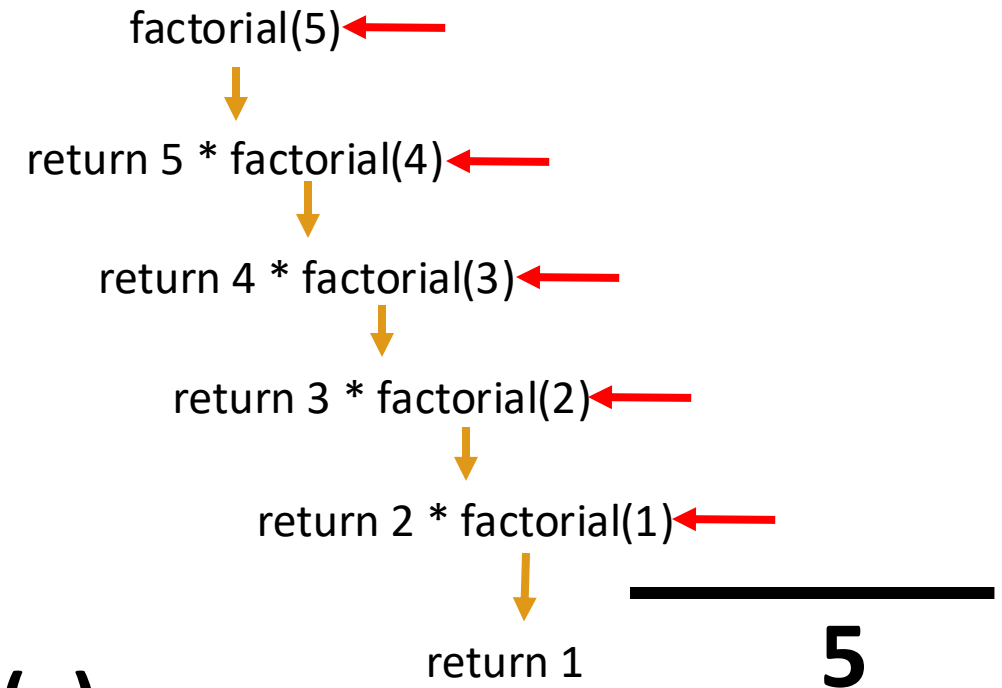 factorial(5)
return 5 * factorial(4)
return 4 * factorial(3)
return 3 * factorial(2)
return 2 * factorial(1)
return 1
5